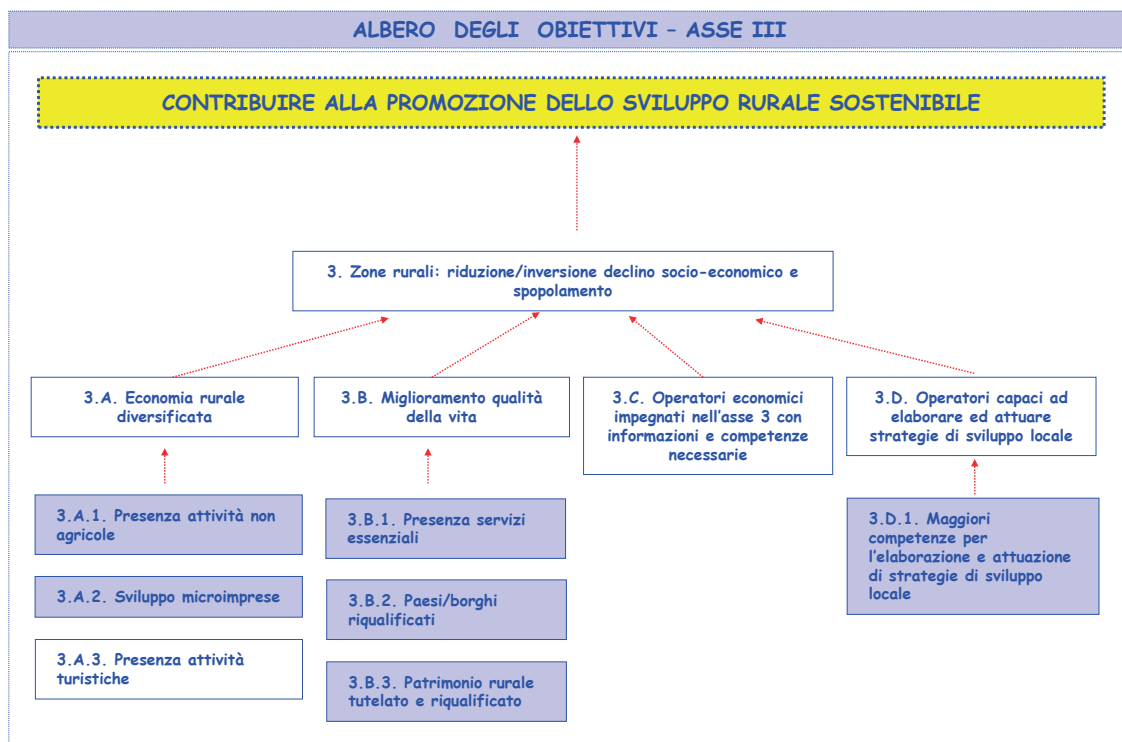 ALBERO DEGLI OBIETTIVI – ASSE III
CONTRIBUIRE ALLA PROMOZIONE DELLO SVILUPPO RURALE SOSTENIBILE
3. Zone rurali: riduzione/inversione declino socio-economico e
spopolamento
3.A. Economia rurale
diversificata
3.B. Miglioramento qualità
della vita
3.C. Operatori economici
impegnati nell'asse 3 con
informazioni e competenze
necessarie
3.D. Operatori capaci ad
elaborare ed attuare
strategie di sviluppo locale
3.A.1. Presenza attività non
agricole
3.A.2. Sviluppo microimprese
3.A.3. Presenza attività
turistiche
3.B.1. Presenza servizi
essenziali
3.B.2. Paesi/borghi
riqualificati
3.B.3. Patrimonio rurale
tutelato e riqualificato
3.D.1. Maggiori
competenze per
l'elaborazione e attuazione
di strategie di sviluppo
locale